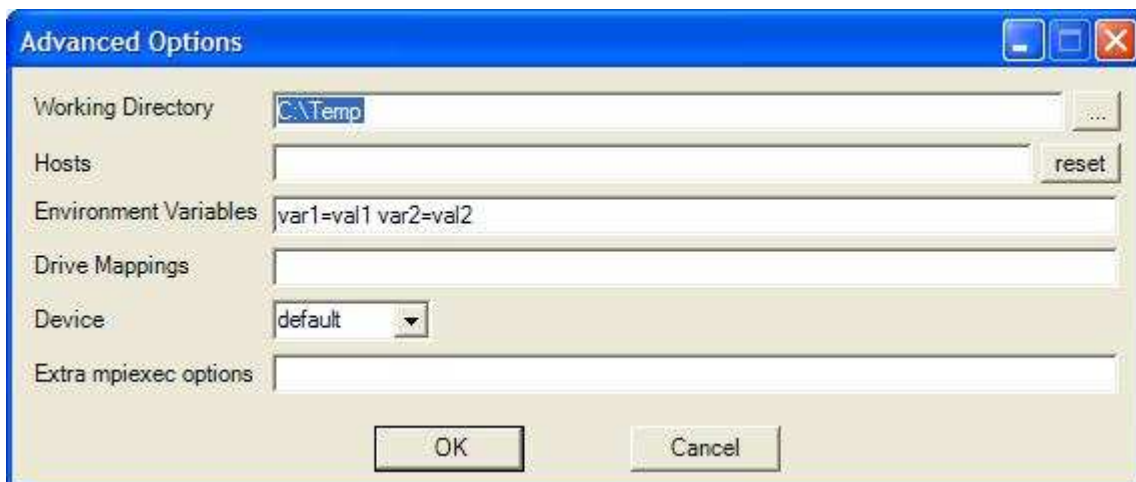 Advanced Options
Working Directory C:\Temp ...
Hosts reset
Environment Variables var1=val1 var2=val2
Drive Mappings
Device default
Extra mpiexec options
OK Cancel